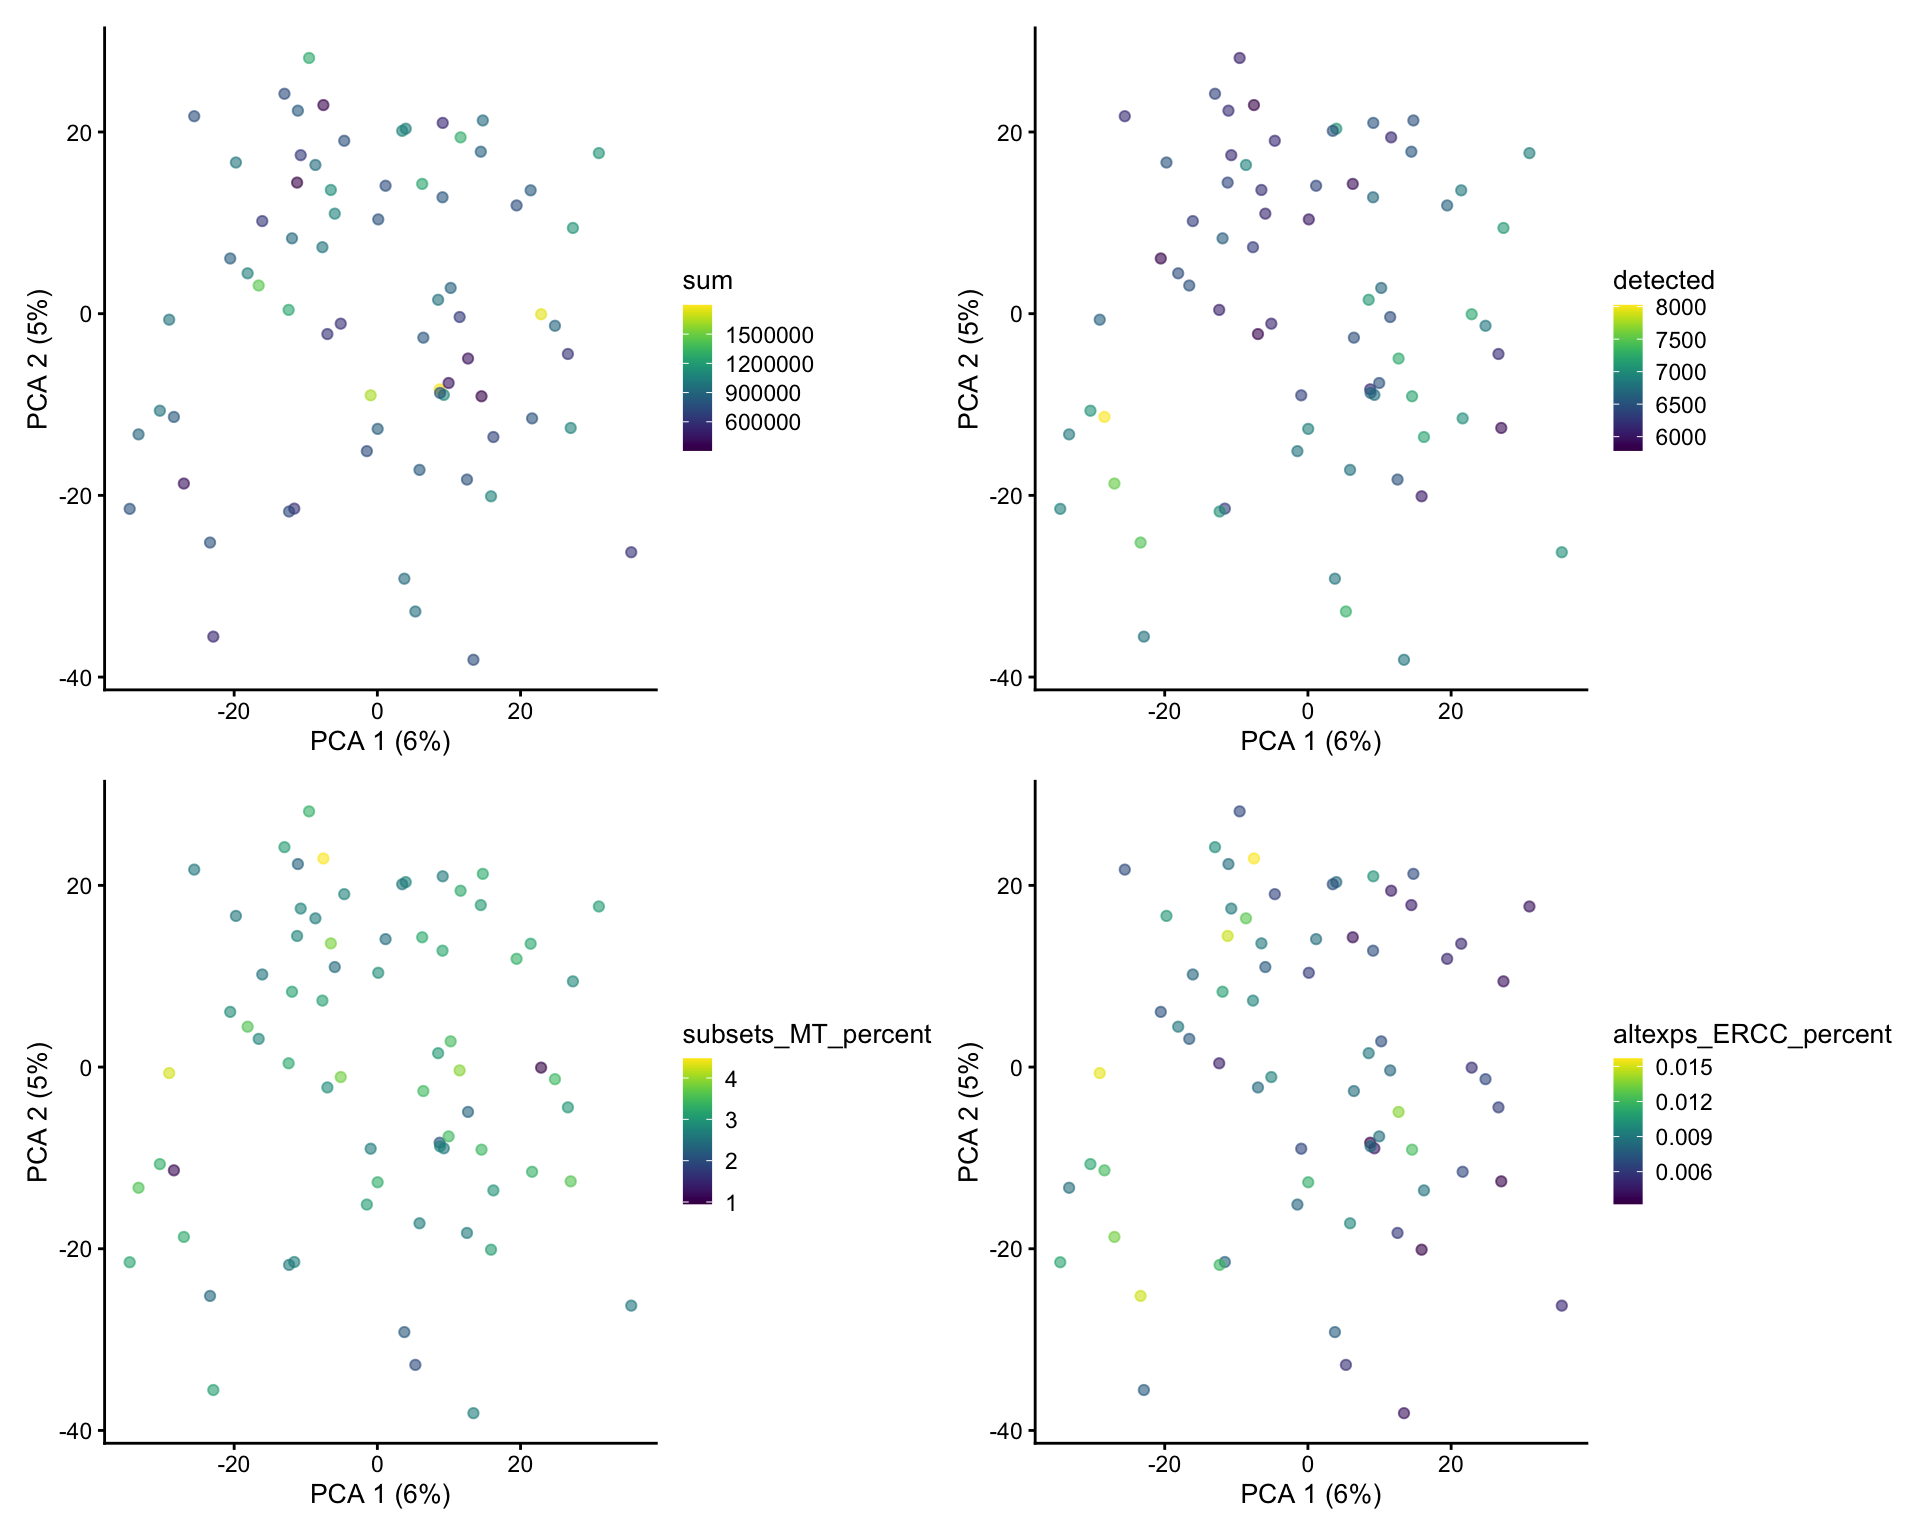 PCA 2 (5%)
20
0
-20
-40
-20 0 20
PCA 1 (6%)
sum
1500000
1200000
900000
600000
PCA 2 (5%)
20
0
-20
-40
-20 0 20
PCA 1 (6%)
detected
8000
7500
7000
6500
6000
PCA 2 (5%)
20
0
-20
-40
-20 0 20
PCA 1 (6%)
subsets_MT_percent
4
3
2
1
PCA 2 (5%)
20
0
-20
-40
-20 0 20
PCA 1 (6%)
altexps_ERCC_percent
0.015
0.012
0.009
0.006